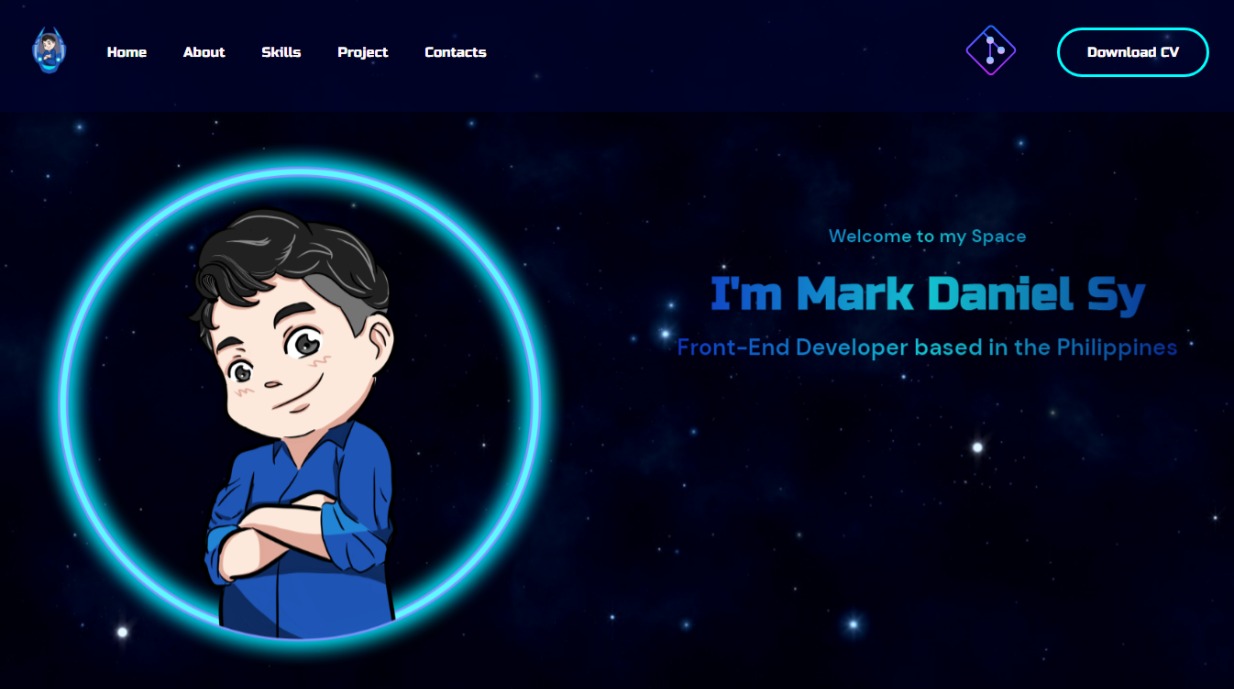 Home About Skills Project Contacts Download CV
Welcome to my Space
I'm Mark Daniel Sy
Front-End Developer based in the Philippines